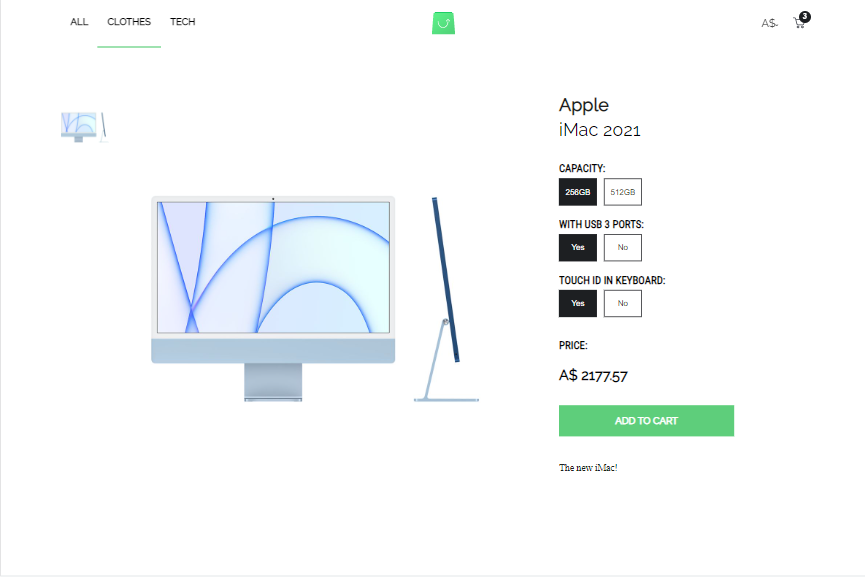 ALL CLOTHES TECH
A$
3
Apple
iMac 2021
CAPACITY:
256GB 512GB
WITH USB 3 PORTS:
Yes No
TOUCH ID IN KEYBOARD:
Yes No
PRICE:
A$ 2177.57
ADD TO CART
The new iMac!